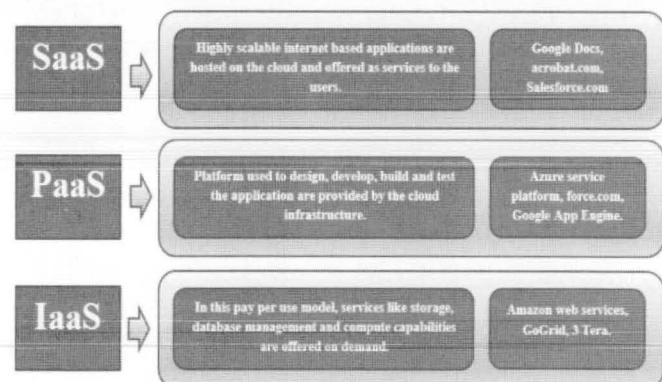 SaaS
Highly scalable internet based applications are
hosted on the cloud and offered as services to the
users.
Google Docs,
acrobat.com,
Salesforce.com
PaaS
Platform used to design, develop, build and test
the application are provided by the cloud
infrastructure.
Azure service
platform, force.com,
Google App Engine.
IaaS
In this pay per use model, services like storage,
database management and compute capabilities
are offered on demand.
Amazon web services,
GoGrid, 3 Tera.